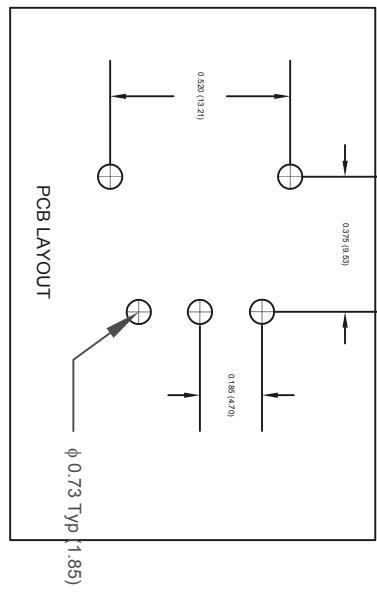 0.375 (9.53)
0.520 (13.21)
0.185 (4.70)
PCB LAYOUT
ϕ 0.73 Typ (1.85)